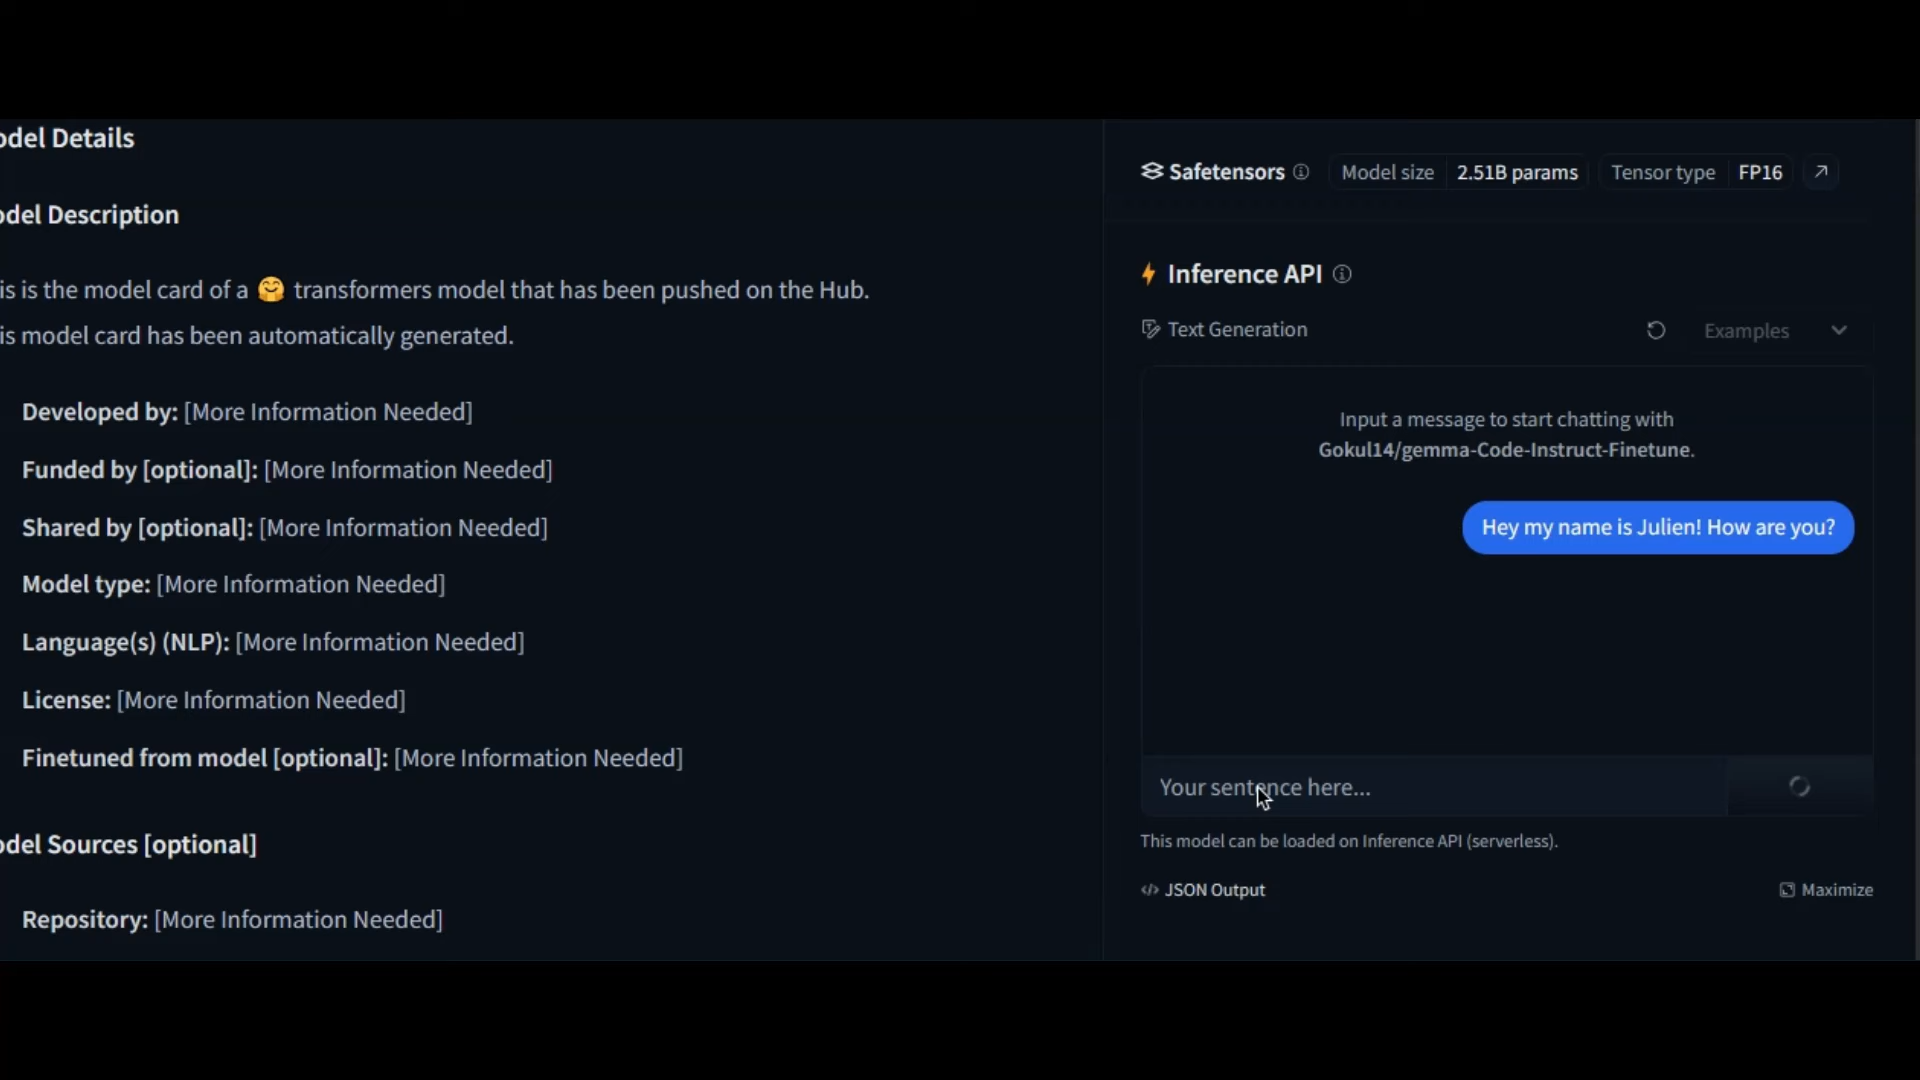 odel Details
odel Description
is is the model card of a 🤗 transformers model that has been pushed on the Hub.
is model card has been automatically generated.
Developed by: [More Information Needed]
Funded by [optional]: [More Information Needed]
Shared by [optional]: [More Information Needed]
Model type: [More Information Needed]
Language(s) (NLP): [More Information Needed]
License: [More Information Needed]
Finetuned from model [optional]: [More Information Needed]
odel Sources [optional]
Repository: [More Information Needed]
Safetensors Model size 2.51B params Tensor type FP16
Inference API
Text Generation Examples
Input a message to start chatting with
Gokul14/gemma-Code-Instruct-Finetune.
Hey my name is Julien! How are you?
Your sentence here...
This model can be loaded on Inference API (serverless).
</> JSON Output Maximize